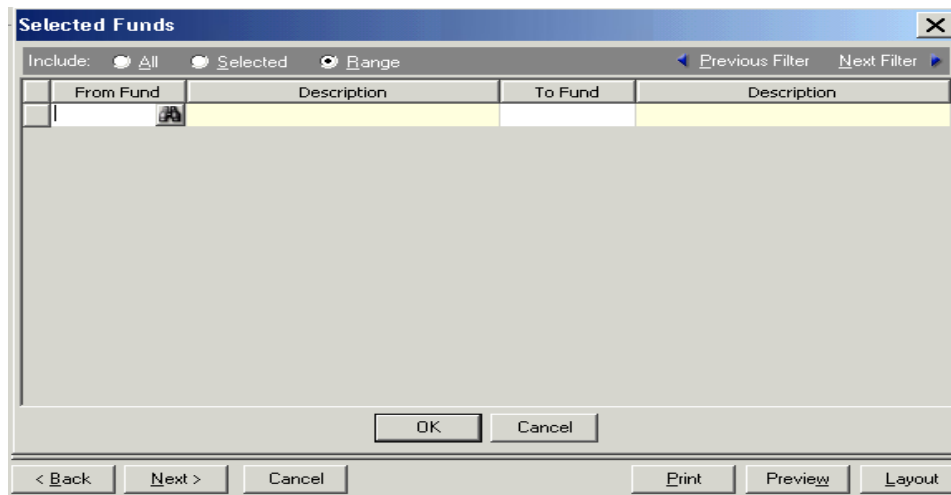 Selected Funds
Include: All Selected Range Previous Filter Next Filter
From Fund Description To Fund Description
OK Cancel
< Back Next > Cancel Print Preview Layout